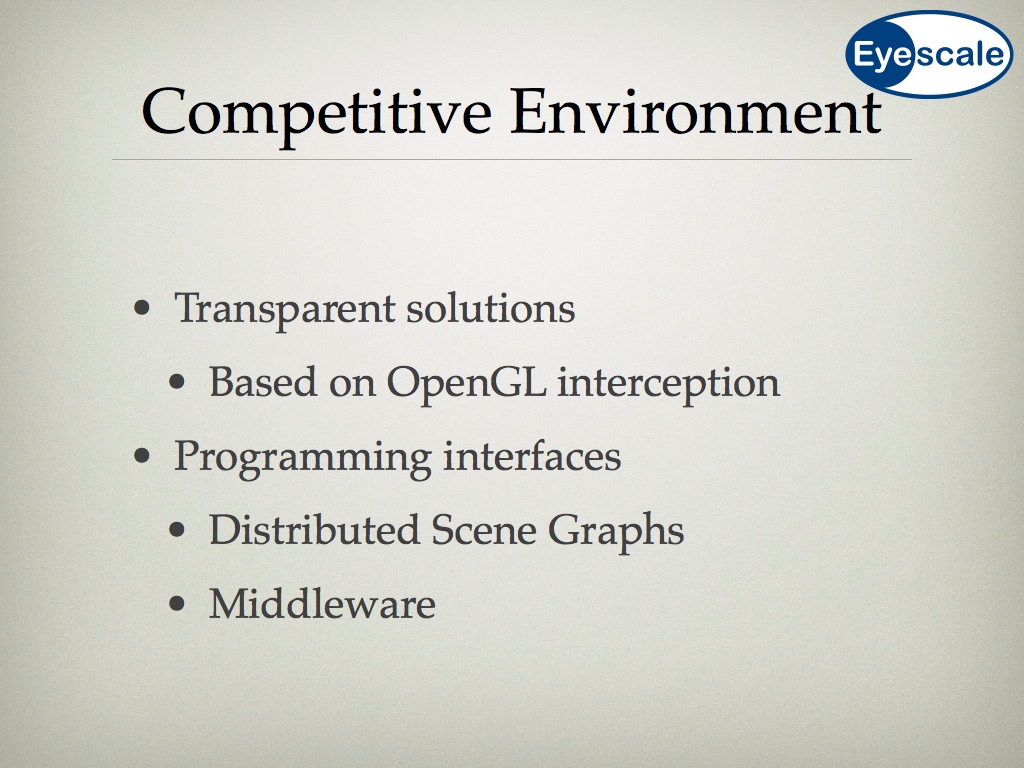 Eyescale
Competitive Environment
• Transparent solutions
• Based on OpenGL interception
• Programming interfaces
• Distributed Scene Graphs
• Middleware